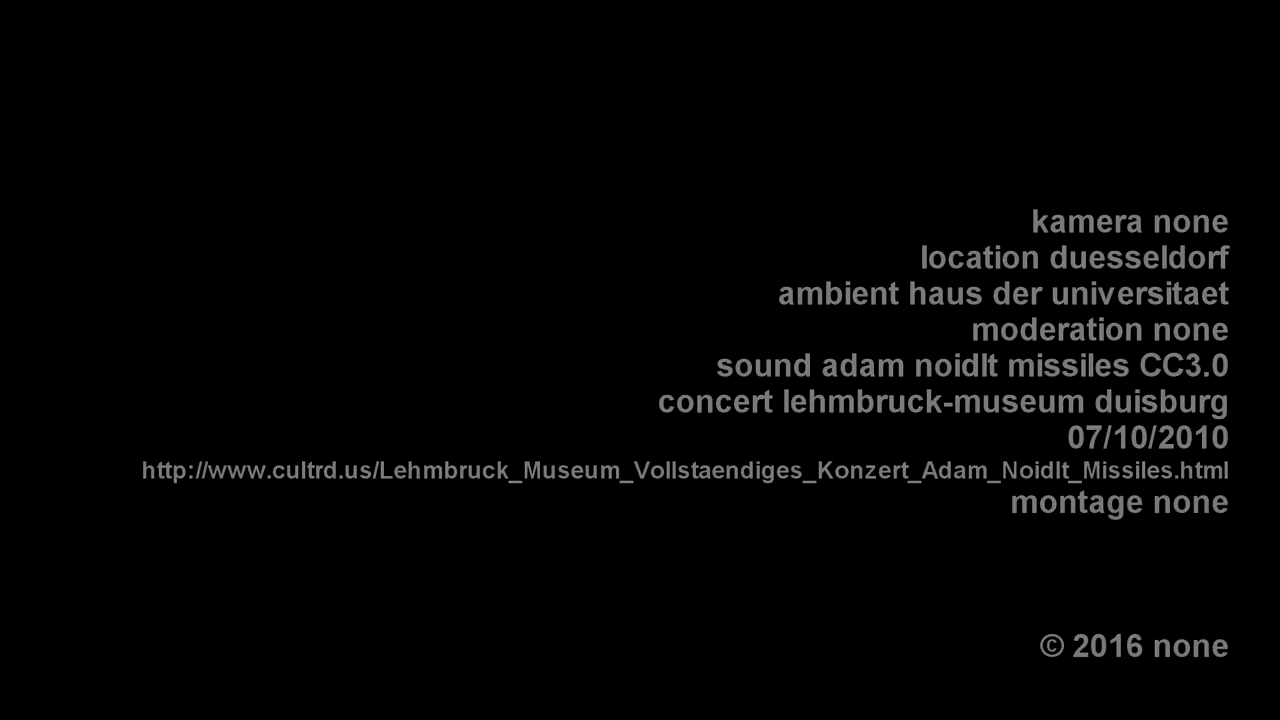 kamera none
location duesseldorf
ambient haus der universitaet
moderation none
sound adam noidlt missiles CC3.0
concert lehmbruck-museum duisburg
07/10/2010
http://www.cultrd.us/Lehmbruck_Museum_Vollstaendiges_Konzert_Adam_Noidlt_Missiles.html
montage none
© 2016 none